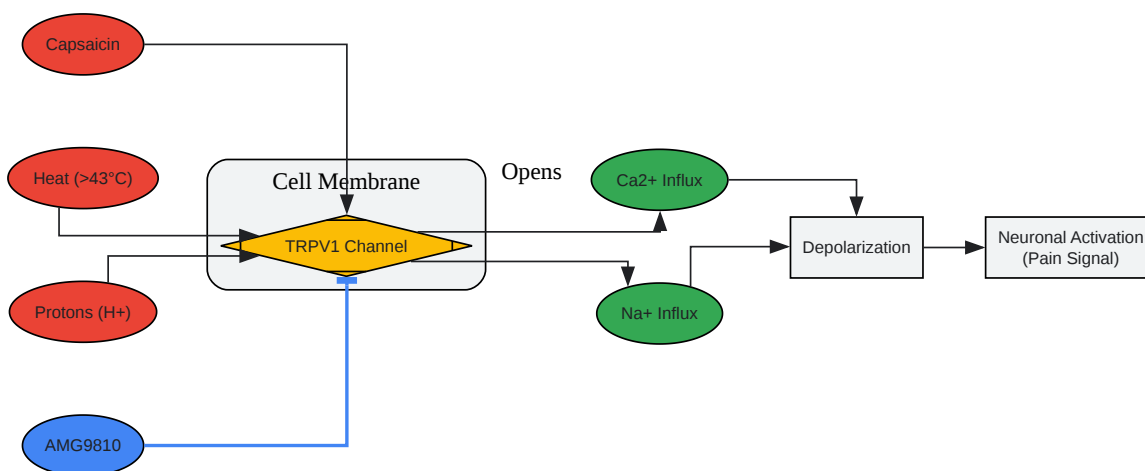 Capsaicin
Heat (>43°C)
Protons (H+)
AMG9810
Cell Membrane
TRPV1 Channel
Opens
Ca2+ Influx
Na+ Influx
Depolarization
Neuronal Activation
(Pain Signal)